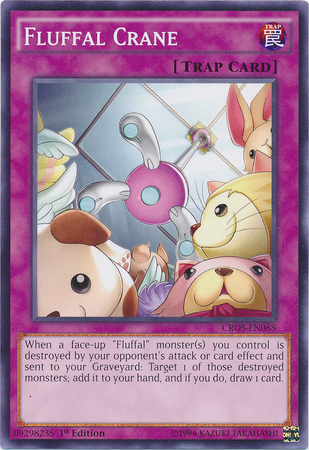 Fluffal Crane
TRAP
罠
[Trap Card]
CROS-EN068
When a face-up "Fluffal" monster(s) you control is
destroyed by your opponent's attack or card effect and
sent to your Graveyard: Target 1 of those destroyed
monsters; add it to your hand, and if you do, draw 1 card.
09298235 1st Edition ©1996 KAZUKI TAKAHASHI